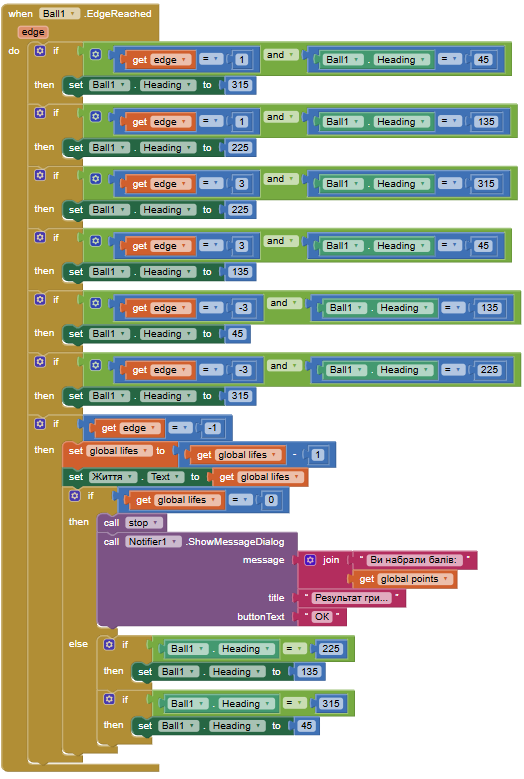 when Ball1 .EdgeReached
edge
do if get edge = 1 and Ball1 . Heading = 45
then set Ball1 . Heading to 315
if get edge = 1 and Ball1 . Heading = 135
then set Ball1 . Heading to 225
if get edge = 3 and Ball1 . Heading = 315
then set Ball1 . Heading to 225
if get edge = 3 and Ball1 . Heading = 45
then set Ball1 . Heading to 135
if get edge = -3 and Ball1 . Heading = 135
then set Ball1 . Heading to 45
if get edge = -3 and Ball1 . Heading = 225
then set Ball1 . Heading to 315
if get edge = -1
then set global lifes to get global lifes - 1
set Життя . Text to get global lifes
if get global lifes = 0
then call stop
call Notifier1 .ShowMessageDialog
message join " Ви набрали балів: "
get global points
title " Результат гри... "
buttonText " OK "
else if Ball1 . Heading = 225
then set Ball1 . Heading to 135
if Ball1 . Heading = 315
then set Ball1 . Heading to 45